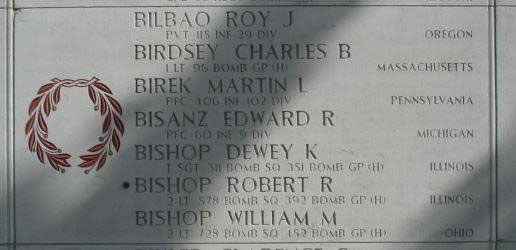 BILBAO ROY J
PVT 115 INF 29 DIV OREGON
BIRDSEY CHARLES B
1 LT 96 BOMB GP (H) MASSACHUSETTS
BIREK MARTIN L
PFC 406 INF 102 DIV PENNSYLVANIA
BISANZ EDWARD R
PFC 60 INF 9 DIV MICHIGAN
BISHOP DEWEY K
T SGT 511 BOMB SQ 351 BOMB GP (H) ILLINOIS
BISHOP ROBERT R
2 LT 578 BOMB SQ 392 BOMB GP (H) ILLINOIS
BISHOP WILLIAM M
2 LT 728 BOMB SQ 452 BOMB GP (H) OHIO